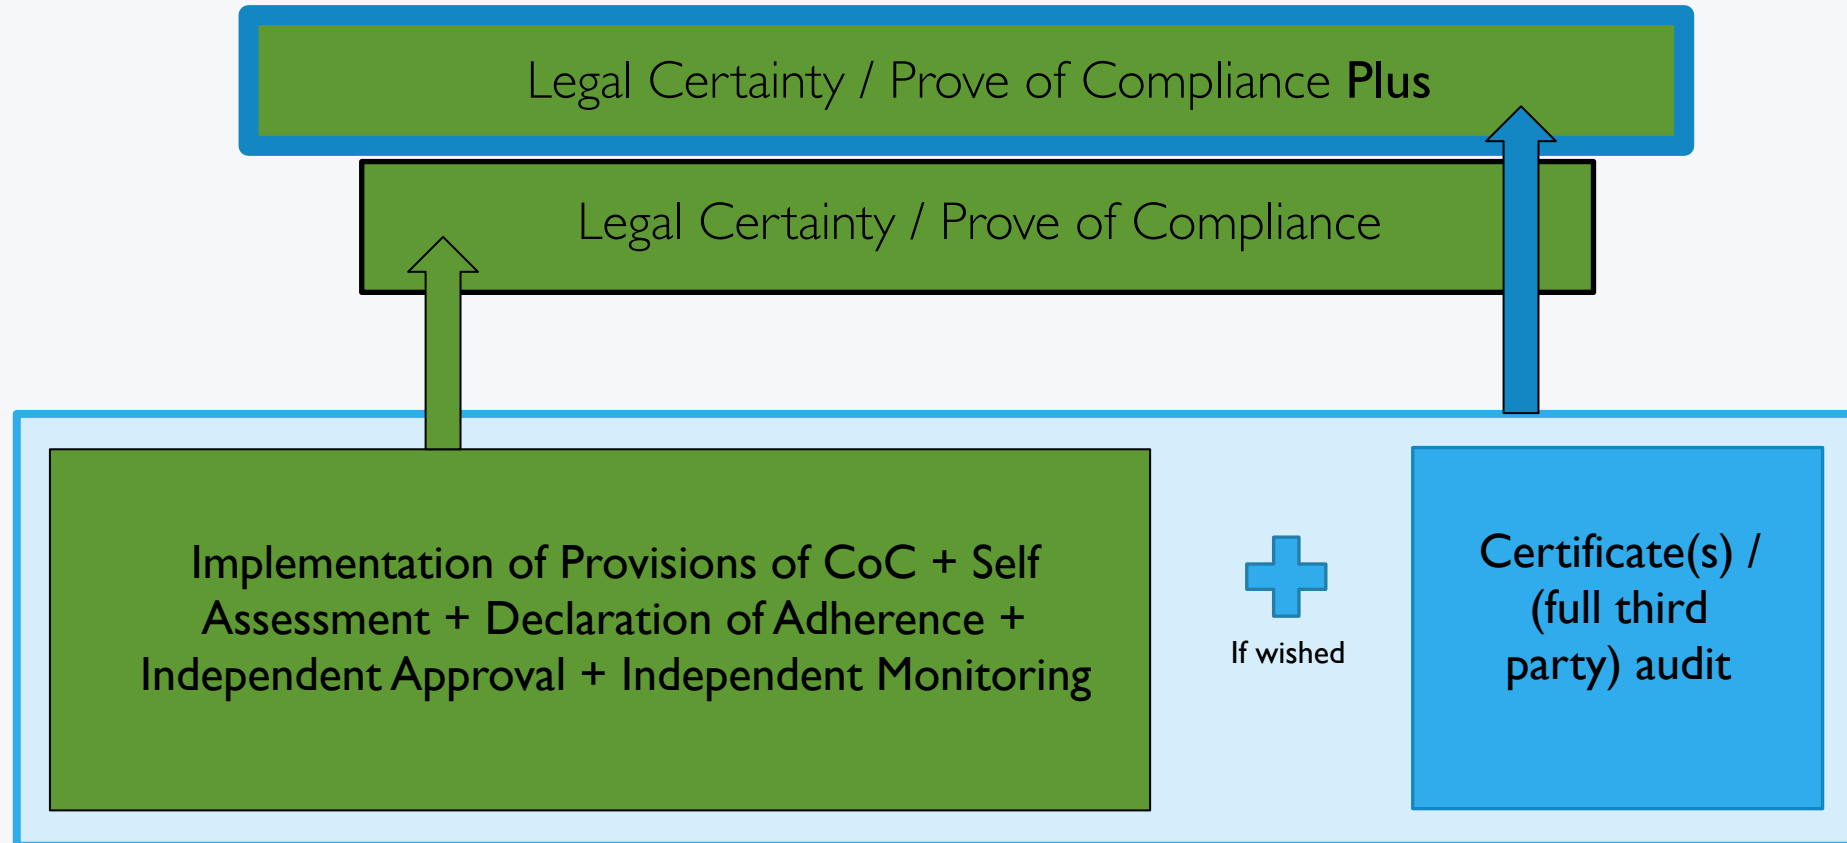 Legal Certainty / Prove of Compliance Plus
Legal Certainty / Prove of Compliance
Implementation of Provisions of CoC + Self
Assessment + Declaration of Adherence +
Independent Approval + Independent Monitoring
If wished
Certificate(s) /
(full third
party) audit